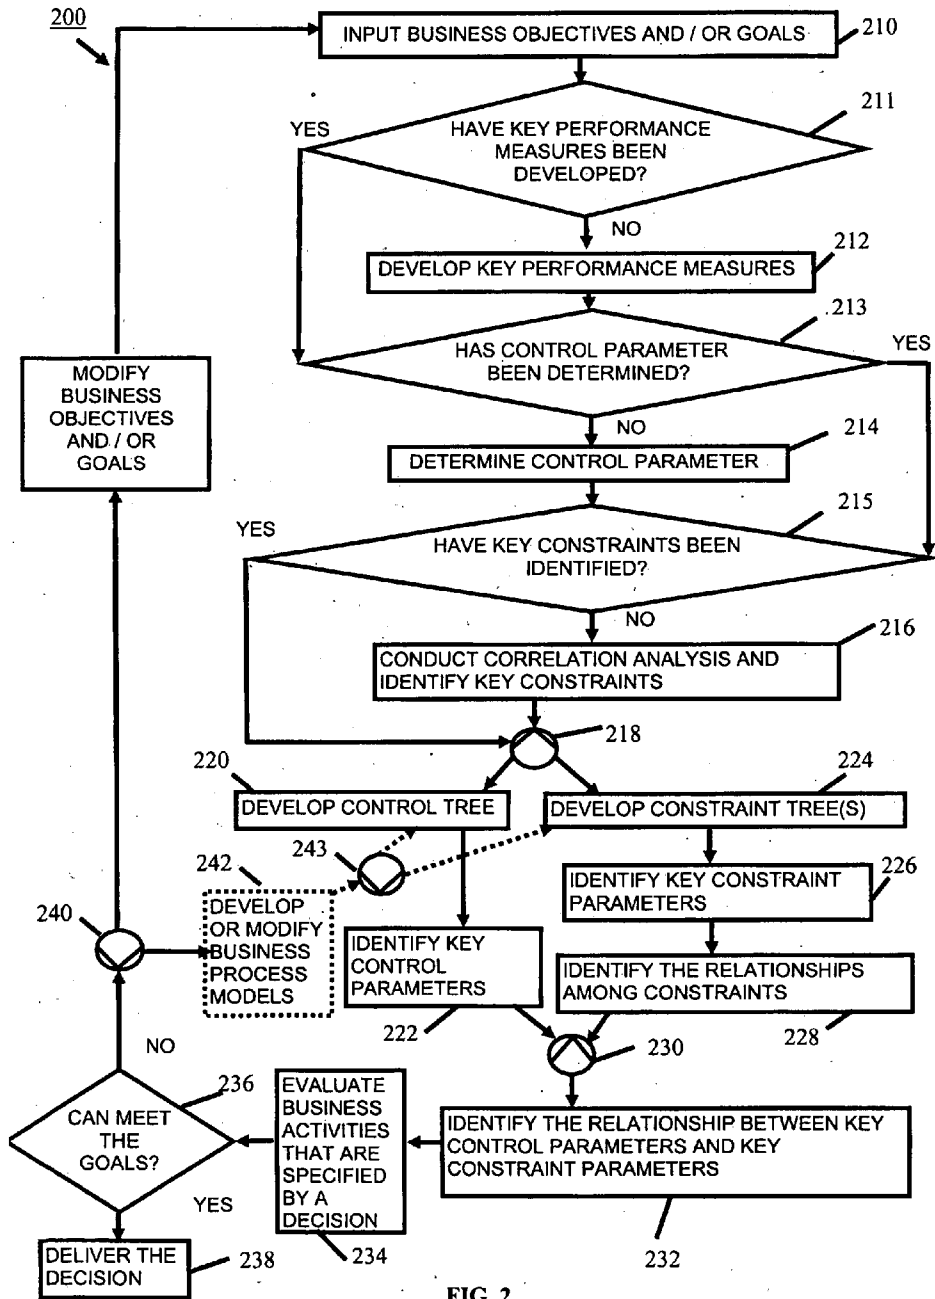 200
INPUT BUSINESS OBJECTIVES AND / OR GOALS
210
211
YES
HAVE KEY PERFORMANCE
MEASURES BEEN
DEVELOPED?
NO
212
DEVELOP KEY PERFORMANCE MEASURES
213
HAS CONTROL PARAMETER
BEEN DETERMINED?
YES
MODIFY
BUSINESS
OBJECTIVES
AND / OR
GOALS
NO
214
DETERMINE CONTROL PARAMETER
215
YES
HAVE KEY CONSTRAINTS BEEN
IDENTIFIED?
NO
216
CONDUCT CORRELATION ANALYSIS AND
IDENTIFY KEY CONSTRAINTS
218
220
224
DEVELOP CONTROL TREE
DEVELOP CONSTRAINT TREE(S)
243
242
IDENTIFY KEY CONSTRAINT
PARAMETERS
226
240
DEVELOP
OR MODIFY
BUSINESS
PROCESS
MODELS
IDENTIFY KEY
CONTROL
PARAMETERS
IDENTIFY THE RELATIONSHIPS
AMONG CONSTRAINTS
222
228
NO
230
236
CAN MEET
THE
GOALS?
EVALUATE
BUSINESS
ACTIVITIES
THAT ARE
SPECIFIED
BY A
DECISION
IDENTIFY THE RELATIONSHIP BETWEEN KEY
CONTROL PARAMETERS AND KEY
CONSTRAINT PARAMETERS
YES
DELIVER THE
DECISION
238
234
232
FIG. 2